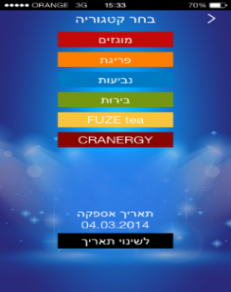 ORANGE 3G 15:33 70%
בחר קטגוריה
מוגזים
פריגת
נביעות
בירות
FUZE tea
CRANERGY
תאריך אספקה
04.03.2014
לשינוי תאריך